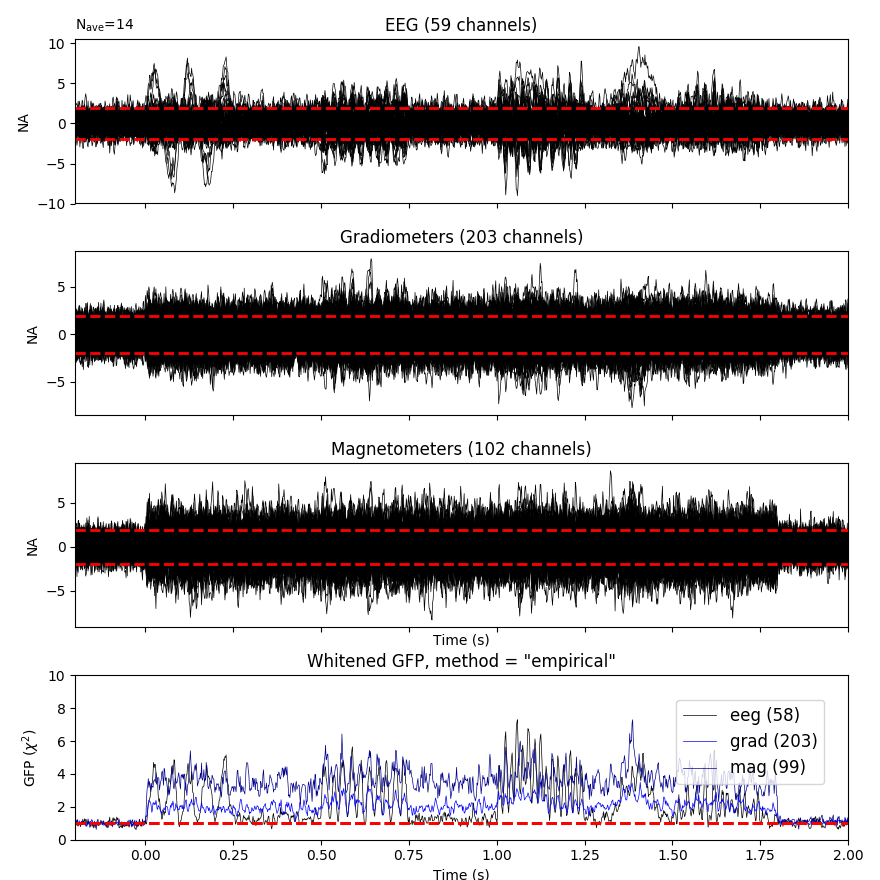 N_ave=14
EEG (59 channels)
10
5
0
−5
−10
NA
Gradiometers (203 channels)
5
0
−5
NA
Magnetometers (102 channels)
5
0
−5
NA
Time (s)
Whitened GFP, method = "empirical"
10
8
6
4
2
0
GFP (χ²)
eeg (58)
grad (203)
mag (99)
0.00 0.25 0.50 0.75 1.00 1.25 1.50 1.75 2.00
Time (s)